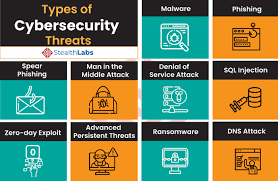 Types of
Cybersecurity
Threats
StealthLabs
Malware
Phishing
Spear
Phishing
Man in the
Middle Attack
Denial of
Service Attack
SQL Injection
Zero-day Exploit
Advanced
Persistent Threats
Ransomware
DNS Attack